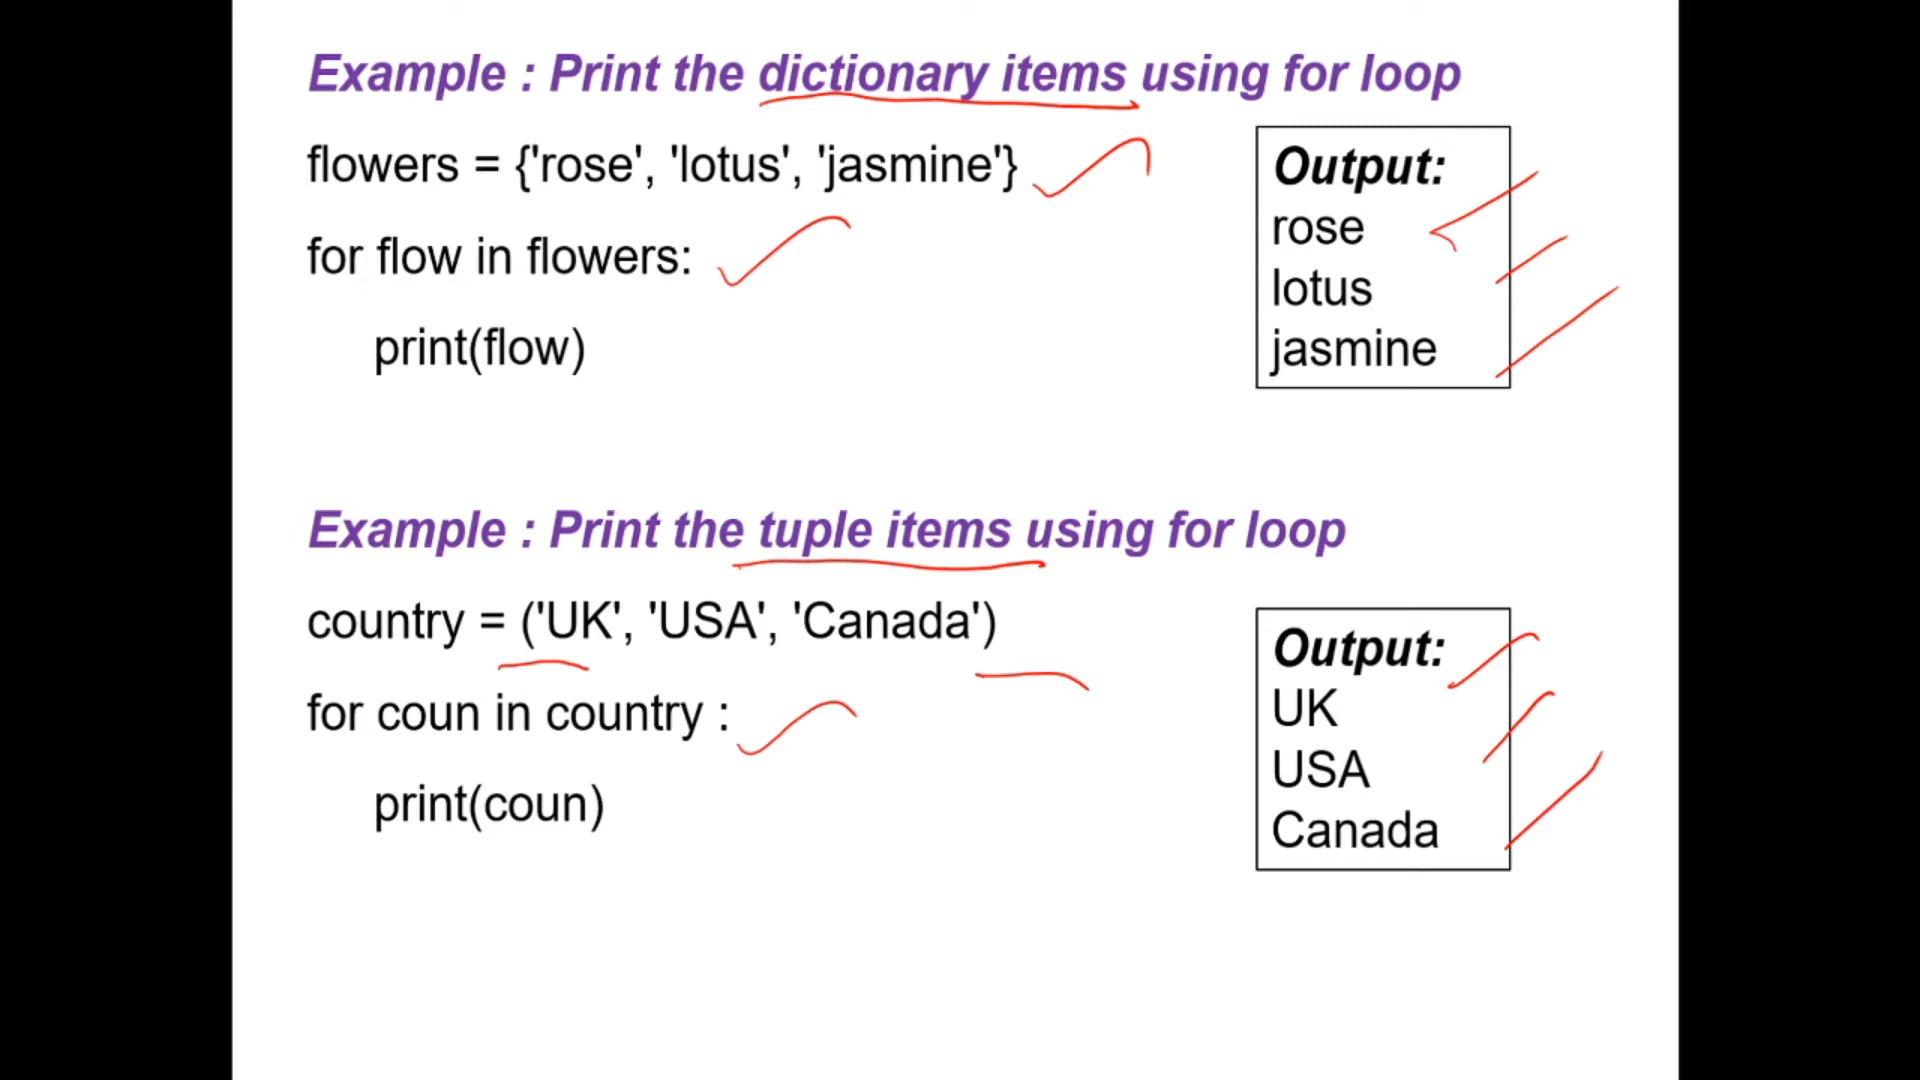 Example : Print the dictionary items using for loop
flowers = {'rose', 'lotus', 'jasmine'}
for flow in flowers:
print(flow)
Output:
rose
lotus
jasmine
Example : Print the tuple items using for loop
country = ('UK', 'USA', 'Canada')
for coun in country :
print(coun)
Output:
UK
USA
Canada